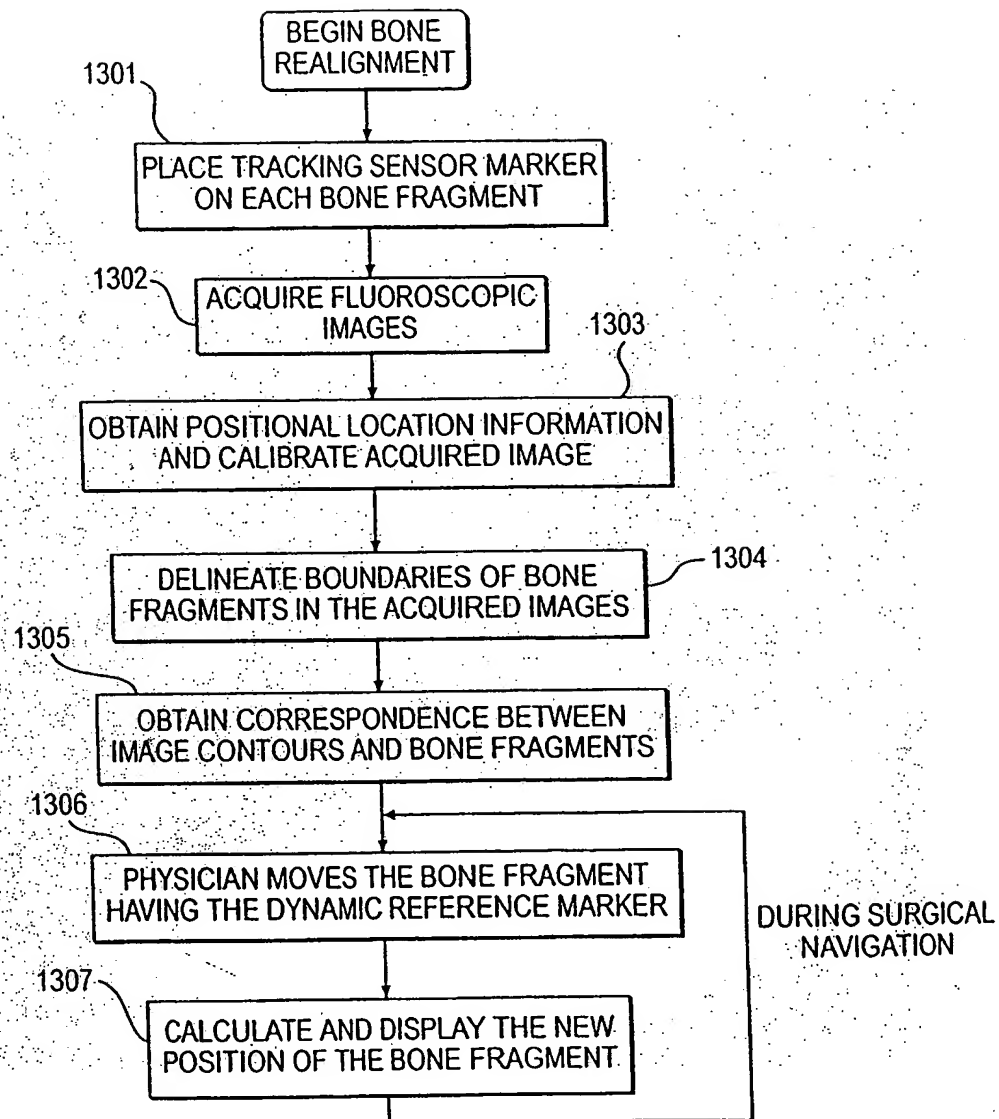 BEGIN BONE
REALIGNMENT
1301
PLACE TRACKING SENSOR MARKER
ON EACH BONE FRAGMENT
1302
ACQUIRE FLUOROSCOPIC
IMAGES
1303
OBTAIN POSITIONAL LOCATION INFORMATION
AND CALIBRATE ACQUIRED IMAGE
1304
DELINEATE BOUNDARIES OF BONE
FRAGMENTS IN THE ACQUIRED IMAGES
1305
OBTAIN CORRESPONDENCE BETWEEN
IMAGE CONTOURS AND BONE FRAGMENTS
1306
PHYSICIAN MOVES THE BONE FRAGMENT
HAVING THE DYNAMIC REFERENCE MARKER
DURING SURGICAL
NAVIGATION
1307
CALCULATE AND DISPLAY THE NEW
POSITION OF THE BONE FRAGMENT